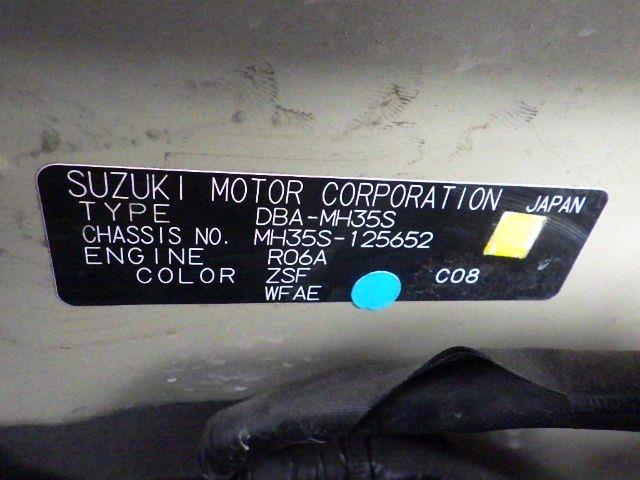 SUZUKI MOTOR CORPORATION JAPAN
TYPE DBA-MH35S
CHASSIS NO. MH35S-125652
ENGINE R06A
COLOR ZSF C08
WFAE